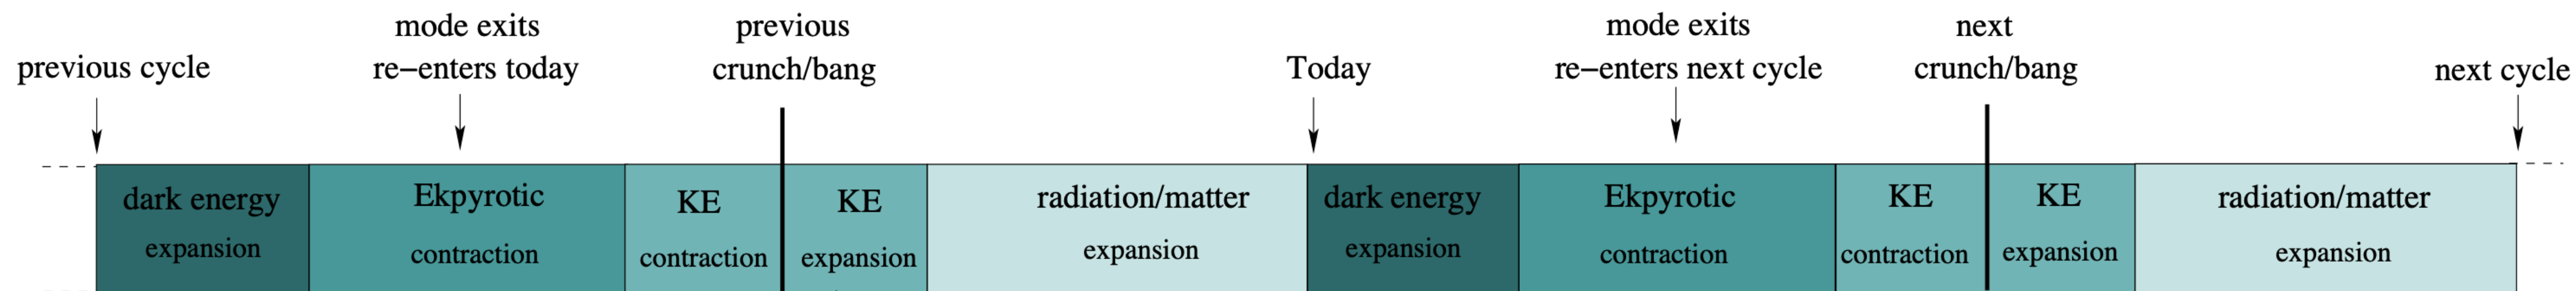 previous cycle
mode exits
re–enters today
previous
crunch/bang
Today
mode exits
re–enters next cycle
next
crunch/bang
next cycle
dark energy
expansion
Ekpyrotic
contraction
KE
contraction
KE
expansion
radiation/matter
expansion
dark energy
expansion
Ekpyrotic
contraction
KE
contraction
KE
expansion
radiation/matter
expansion